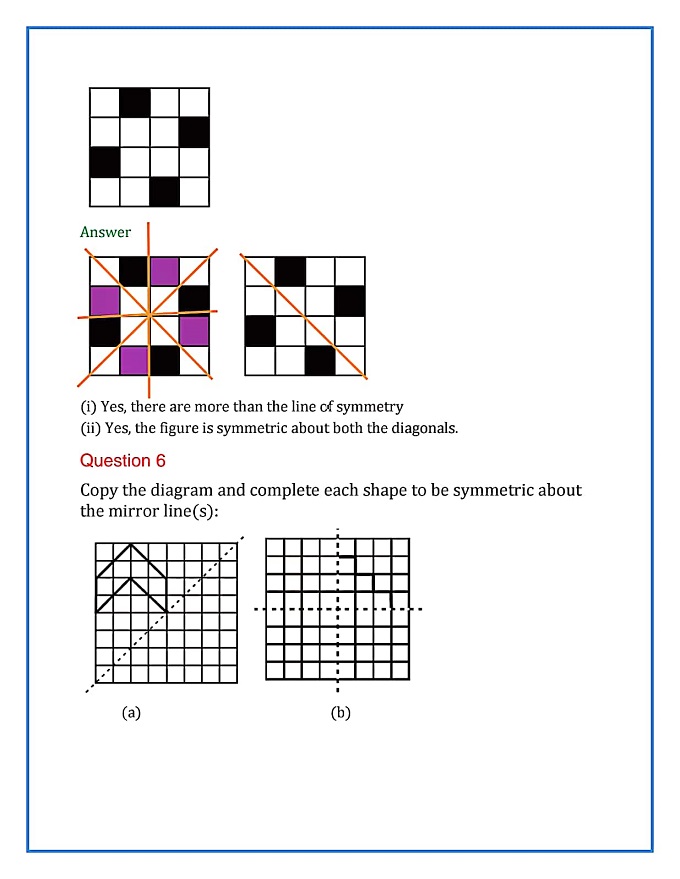 Answer
(i) Yes, there are more than the line of symmetry
(ii) Yes, the figure is symmetric about both the diagonals.
Question 6
Copy the diagram and complete each shape to be symmetric about
the mirror line(s):
(a) (b)